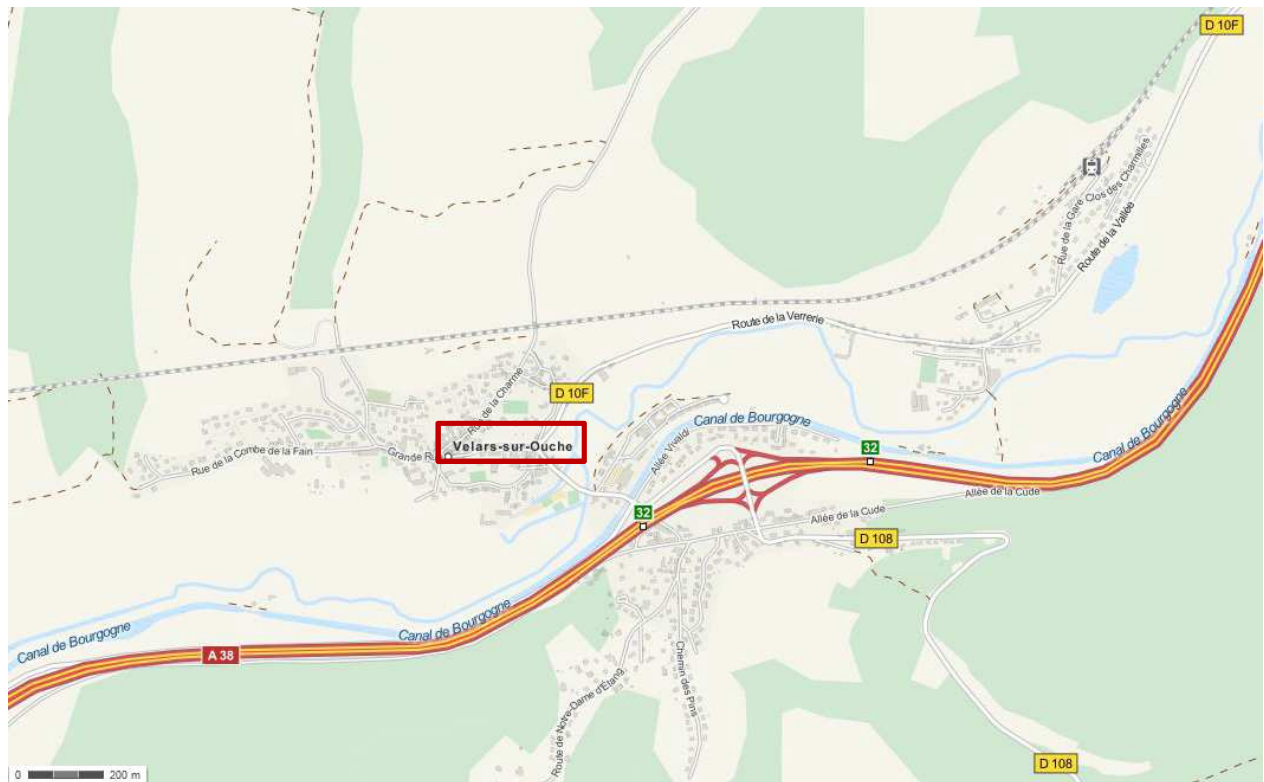 D 10F
Clos des Charmilles
Rue de la Gare
Route de la Vallée
Route de la Verrerie
Rue de la Charme
D 10F
Canal de Bourgogne
Velars-sur-Ouche
Grande Ru
Allée Vivaldi
32
Canal de Bourgogne
Rue de la Combe de la Fain
Allée de la Cude
32
Allée de la Cude
D 108
Canal de Bourgogne
Canal de Bourgogne
A 38
Chemin des Pins
Route de Notre-Dame d'Étang
D 108
0 200 m